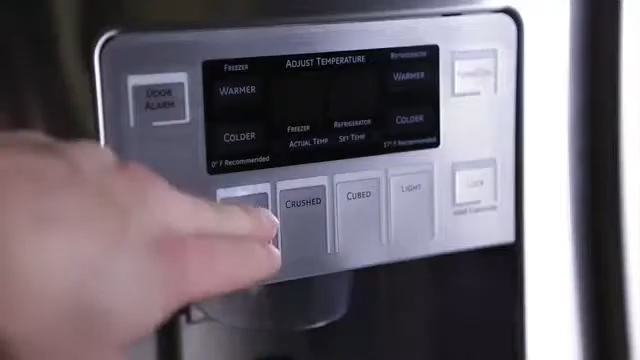 FREEZER
ADJUST TEMPERATURE
REFRIGERATOR
WARMER
WARMER
DOOR
ALARM
COLDER
COLDER
FREEZER
ACTUAL TEMP
REFRIGERATOR
SET TEMP
0° F Recommended
37° F Recommended
CRUSHED
CUBED
LIGHT
LOCK